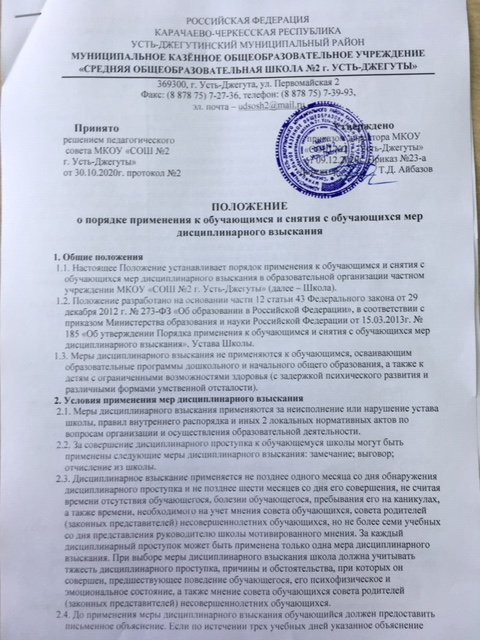 РОССИЙСКАЯ ФЕДЕРАЦИЯ
КАРАЧАЕВО-ЧЕРКЕССКАЯ РЕСПУБЛИКА
УСТЬ-ДЖЕГУТИНСКИЙ МУНИЦИПАЛЬНЫЙ РАЙОН
МУНИЦИПАЛЬНОЕ КАЗЁННОЕ ОБЩЕОБРАЗОВАТЕЛЬНОЕ УЧРЕЖДЕНИЕ
«СРЕДНЯЯ ОБЩЕОБРАЗОВАТЕЛЬНАЯ ШКОЛА №2 г. УСТЬ-ДЖЕГУТЫ»
369300, г. Усть-Джегута, ул. Первомайская 2
Факс: (8 878 75) 7-27-36, телефон: (8 878 75) 7-39-93,
эл. почта – udsosh2@mail.ru
Принято
решением педагогического
совета МКОУ «СОШ №2
г. Усть-Джегуты»
от 30.10.2020г. протокол №2
Утверждено
директора МКОУ
Усть-Джегуты»
Приказ №23-а
Т.Д. Айбазов
ПОЛОЖЕНИЕ
о порядке применения к обучающимся и снятия с обучающихся мер
дисциплинарного взыскания
1. Общие положения
1.1. Настоящее Положение устанавливает порядок применения к обучающимся и снятия с
обучающихся мер дисциплинарного взыскания в образовательной организации частном
учреждении МКОУ «СОШ №2 г. Усть-Джегуты» (далее – Школа).
1.2. Положение разработано на основании части 12 статьи 43 Федерального закона от 29
декабря 2012 г. № 273-ФЗ «Об образовании в Российской Федерации», в соответствии с
приказом Министерства образования и науки Российской Федерации от 15.03.2013г. №
185 «Об утверждении Порядка применения к обучающимся и снятия с обучающихся мер
дисциплинарного взыскания», Устава Школы.
1.3. Меры дисциплинарного взыскания не применяются к обучающимся, осваивающим
образовательные программы дошкольного и начального общего образования, а также к
детям с ограниченными возможностями здоровья (с задержкой психического развития и
различными формами умственной отсталости).
2. Условия применения мер дисциплинарного взыскания
2.1. Меры дисциплинарного взыскания применяются за неисполнение или нарушение устава
школы, правил внутреннего распорядка и иных 2 локальных нормативных актов по
вопросам организации и осуществления образовательной деятельности.
2.2. За совершение дисциплинарного проступка к обучающемуся школы могут быть
применены следующие меры дисциплинарного взыскания: замечание; выговор;
отчисление из школы.
2.3. Дисциплинарное взыскание применяется не позднее одного месяца со дня обнаружения
дисциплинарного проступка и не позднее шести месяцев со дня его совершения, не считая
времени отсутствия обучающегося, болезни обучающегося, пребывания его на каникулах,
а также времени, необходимого на учет мнения совета обучающихся, совета родителей
(законных представителей) несовершеннолетних обучающихся, но не более семи учебных
со дня представления руководителю школы мотивированного мнения. За каждый
дисциплинарный проступок может быть применена только одна мера дисциплинарного
взыскания. При выборе меры дисциплинарного взыскания школа должна учитывать
тяжесть дисциплинарного проступка, причины и обстоятельства, при которых он
совершен, предшествующее поведение обучающегося, его психофизическое и
эмоциональное состояние, а также мнение совета обучающихся совета родителей
(законных представителей) несовершеннолетних обучающихся.
2.4. До применения меры дисциплинарного взыскания обучающийся должен предоставить
письменное объяснение. Если по истечении трех учебных дней указанное объяснение